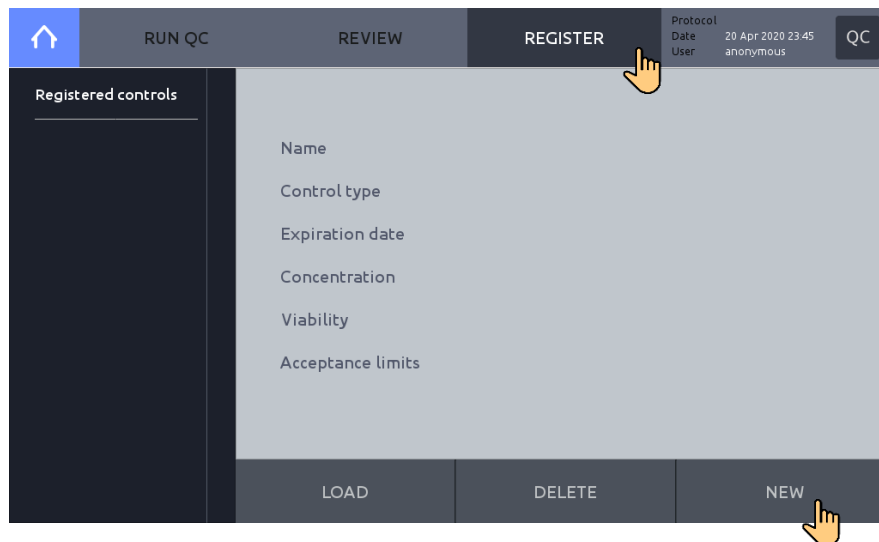 RUN QC
REVIEW
REGISTER
Protocol
Date 20 Apr 2020 23:45
User anonymous
QC
Registered controls
Name
Control type
Expiration date
Concentration
Viability
Acceptance limits
LOAD
DELETE
NEW